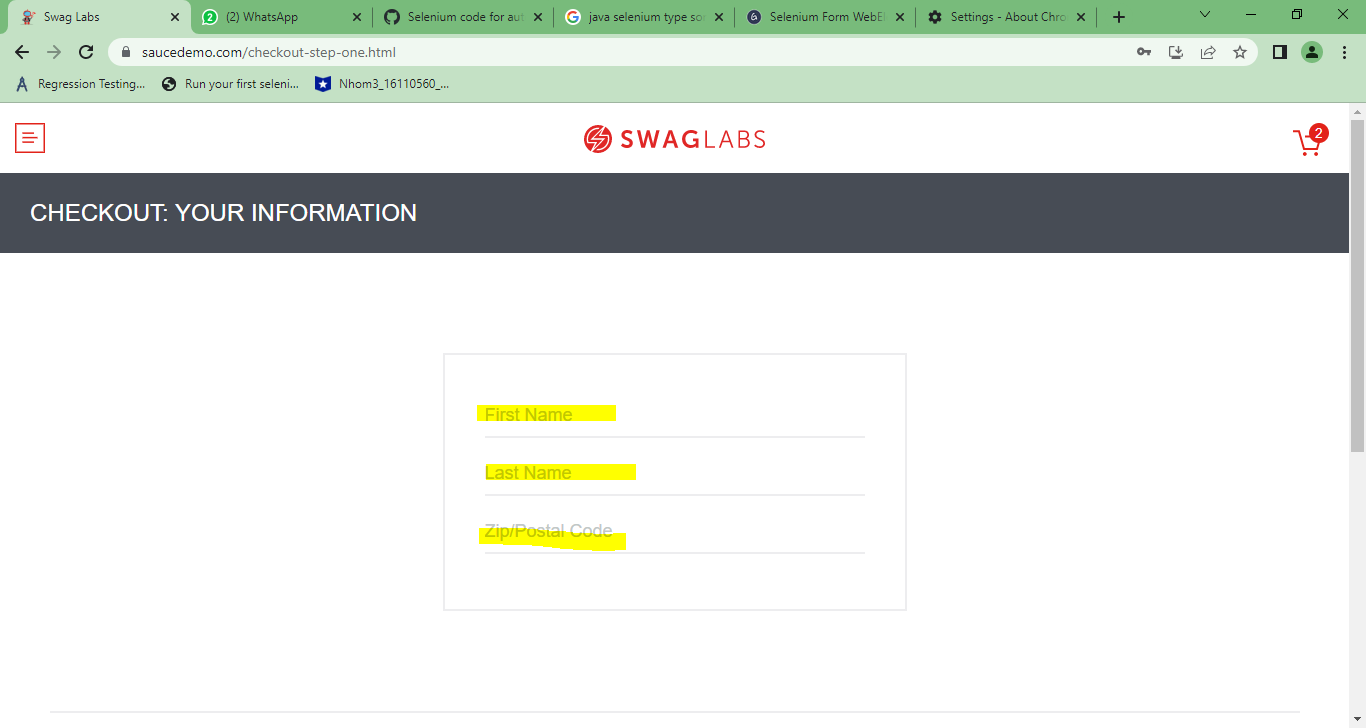 Swag Labs
(2) WhatsApp
Selenium code for aut
java selenium type sor
Selenium Form WebEl
Settings - About Chro
saucedemo.com/checkout-step-one.html
Regression Testing...
Run your first seleni...
Nhom3_16110560_...
SWAGLABS
2
CHECKOUT: YOUR INFORMATION
First Name
Last Name
Zip/Postal Code